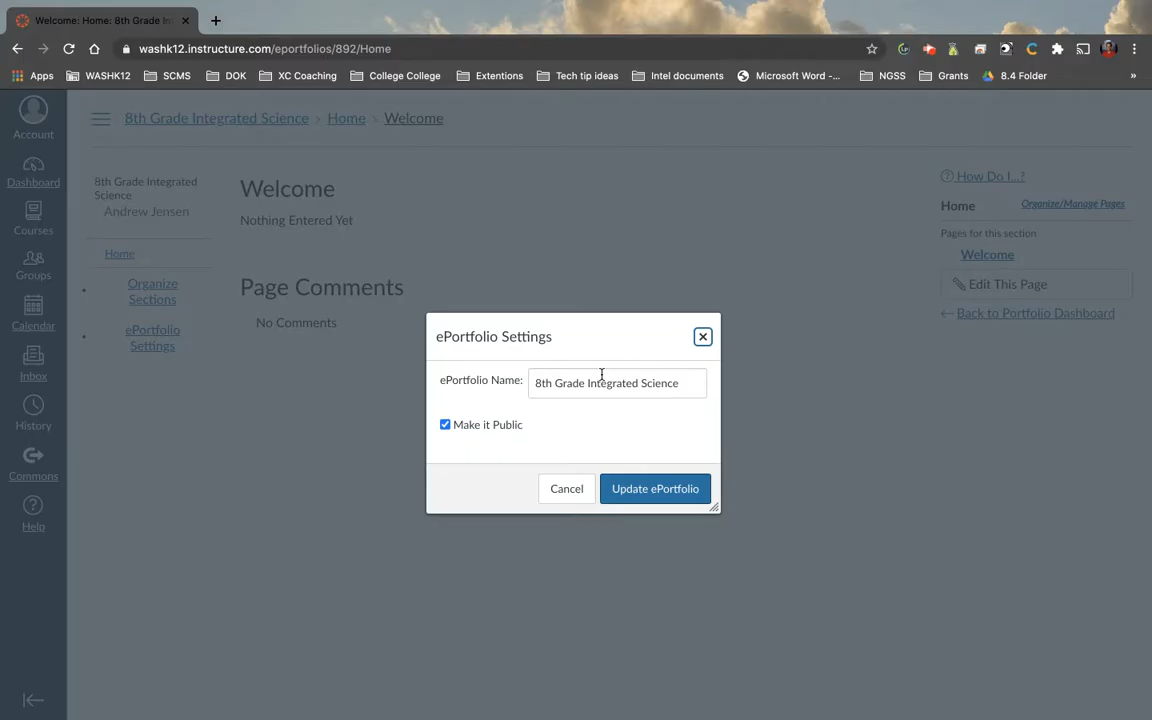 Welcome: Home: 8th Grade In
washk12.instructure.com/eportfolios/892/Home
Apps WASHK12 SCMS DOK XC Coaching College College Extentions Tech tip ideas Intel documents Microsoft Word -... NGSS Grants 8.4 Folder »
Account
Dashboard
Courses
Groups
Calendar
Inbox
History
Commons
Help
8th Grade Integrated Science > Home > Welcome
8th Grade Integrated
Science
Andrew Jensen
Home
Organize
Sections
ePortfolio
Settings
Welcome
Nothing Entered Yet
Page Comments
No Comments
How Do I...?
Home Organize/Manage Pages
Pages for this section
Welcome
Edit This Page
Back to Portfolio Dashboard
ePortfolio Settings
ePortfolio Name: 8th Grade Integrated Science
Make it Public
Cancel Update ePortfolio